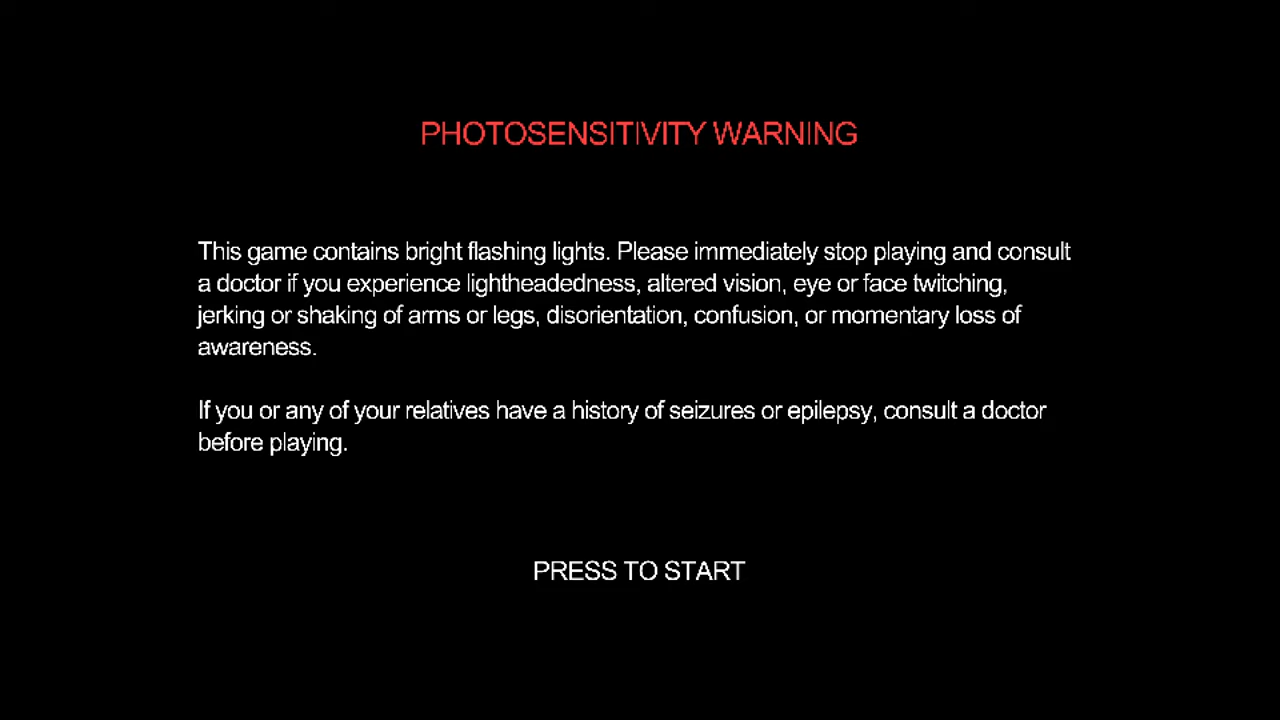 PHOTOSENSITIVITY WARNING
This game contains bright flashing lights. Please immediately stop playing and consult
a doctor if you experience lightheadedness, altered vision, eye or face twitching,
jerking or shaking of arms or legs, disorientation, confusion, or momentary loss of
awareness.
If you or any of your relatives have a history of seizures or epilepsy, consult a doctor
before playing.
PRESS TO START